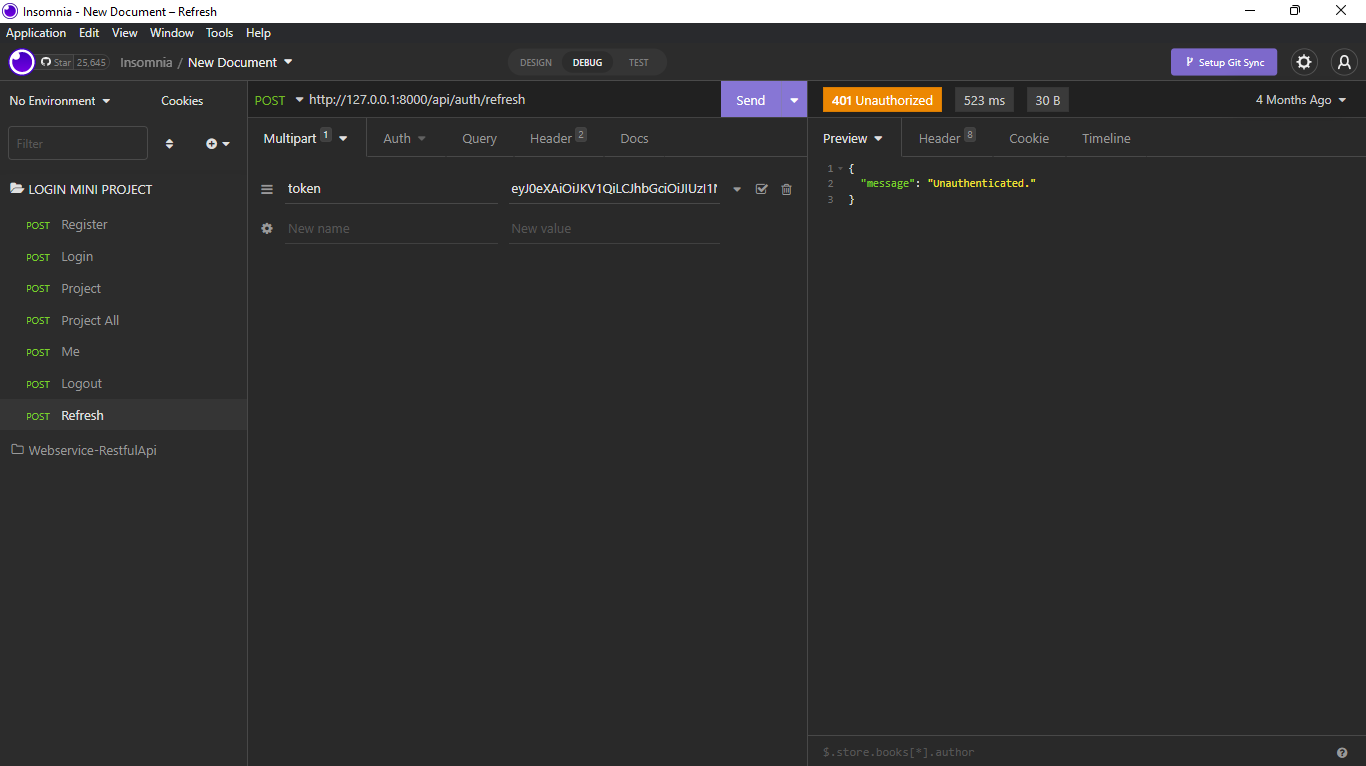 Insomnia - New Document – Refresh
Application Edit View Window Tools Help
Star 25,645 Insomnia / New Document DESIGN DEBUG TEST Setup Git Sync
No Environment Cookies
POST http://127.0.0.1:8000/api/auth/refresh Send
401 Unauthorized 523 ms 30 B 4 Months Ago
Filter
Multipart 1 Auth Query Header 2 Docs
Preview Header 8 Cookie Timeline
LOGIN MINI PROJECT
POST Register
POST Login
POST Project
POST Project All
POST Me
POST Logout
POST Refresh
Webservice-RestfulApi
token
New name New value
1 {
2 "message": "Unauthenticated."
3 }
$.store.books[*].author